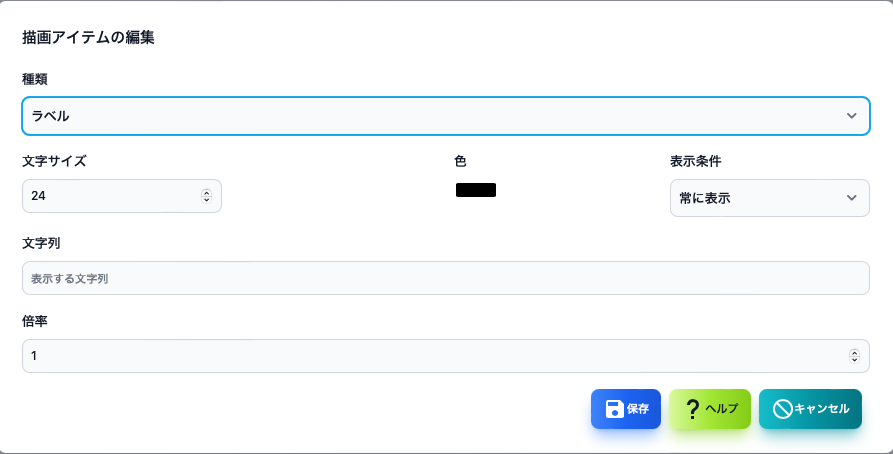 描画アイテムの編集
種類
ラベル
文字サイズ
色
表示条件
24
常に表示
文字列
表示する文字列
倍率
1
保存
? ヘルプ
キャンセル